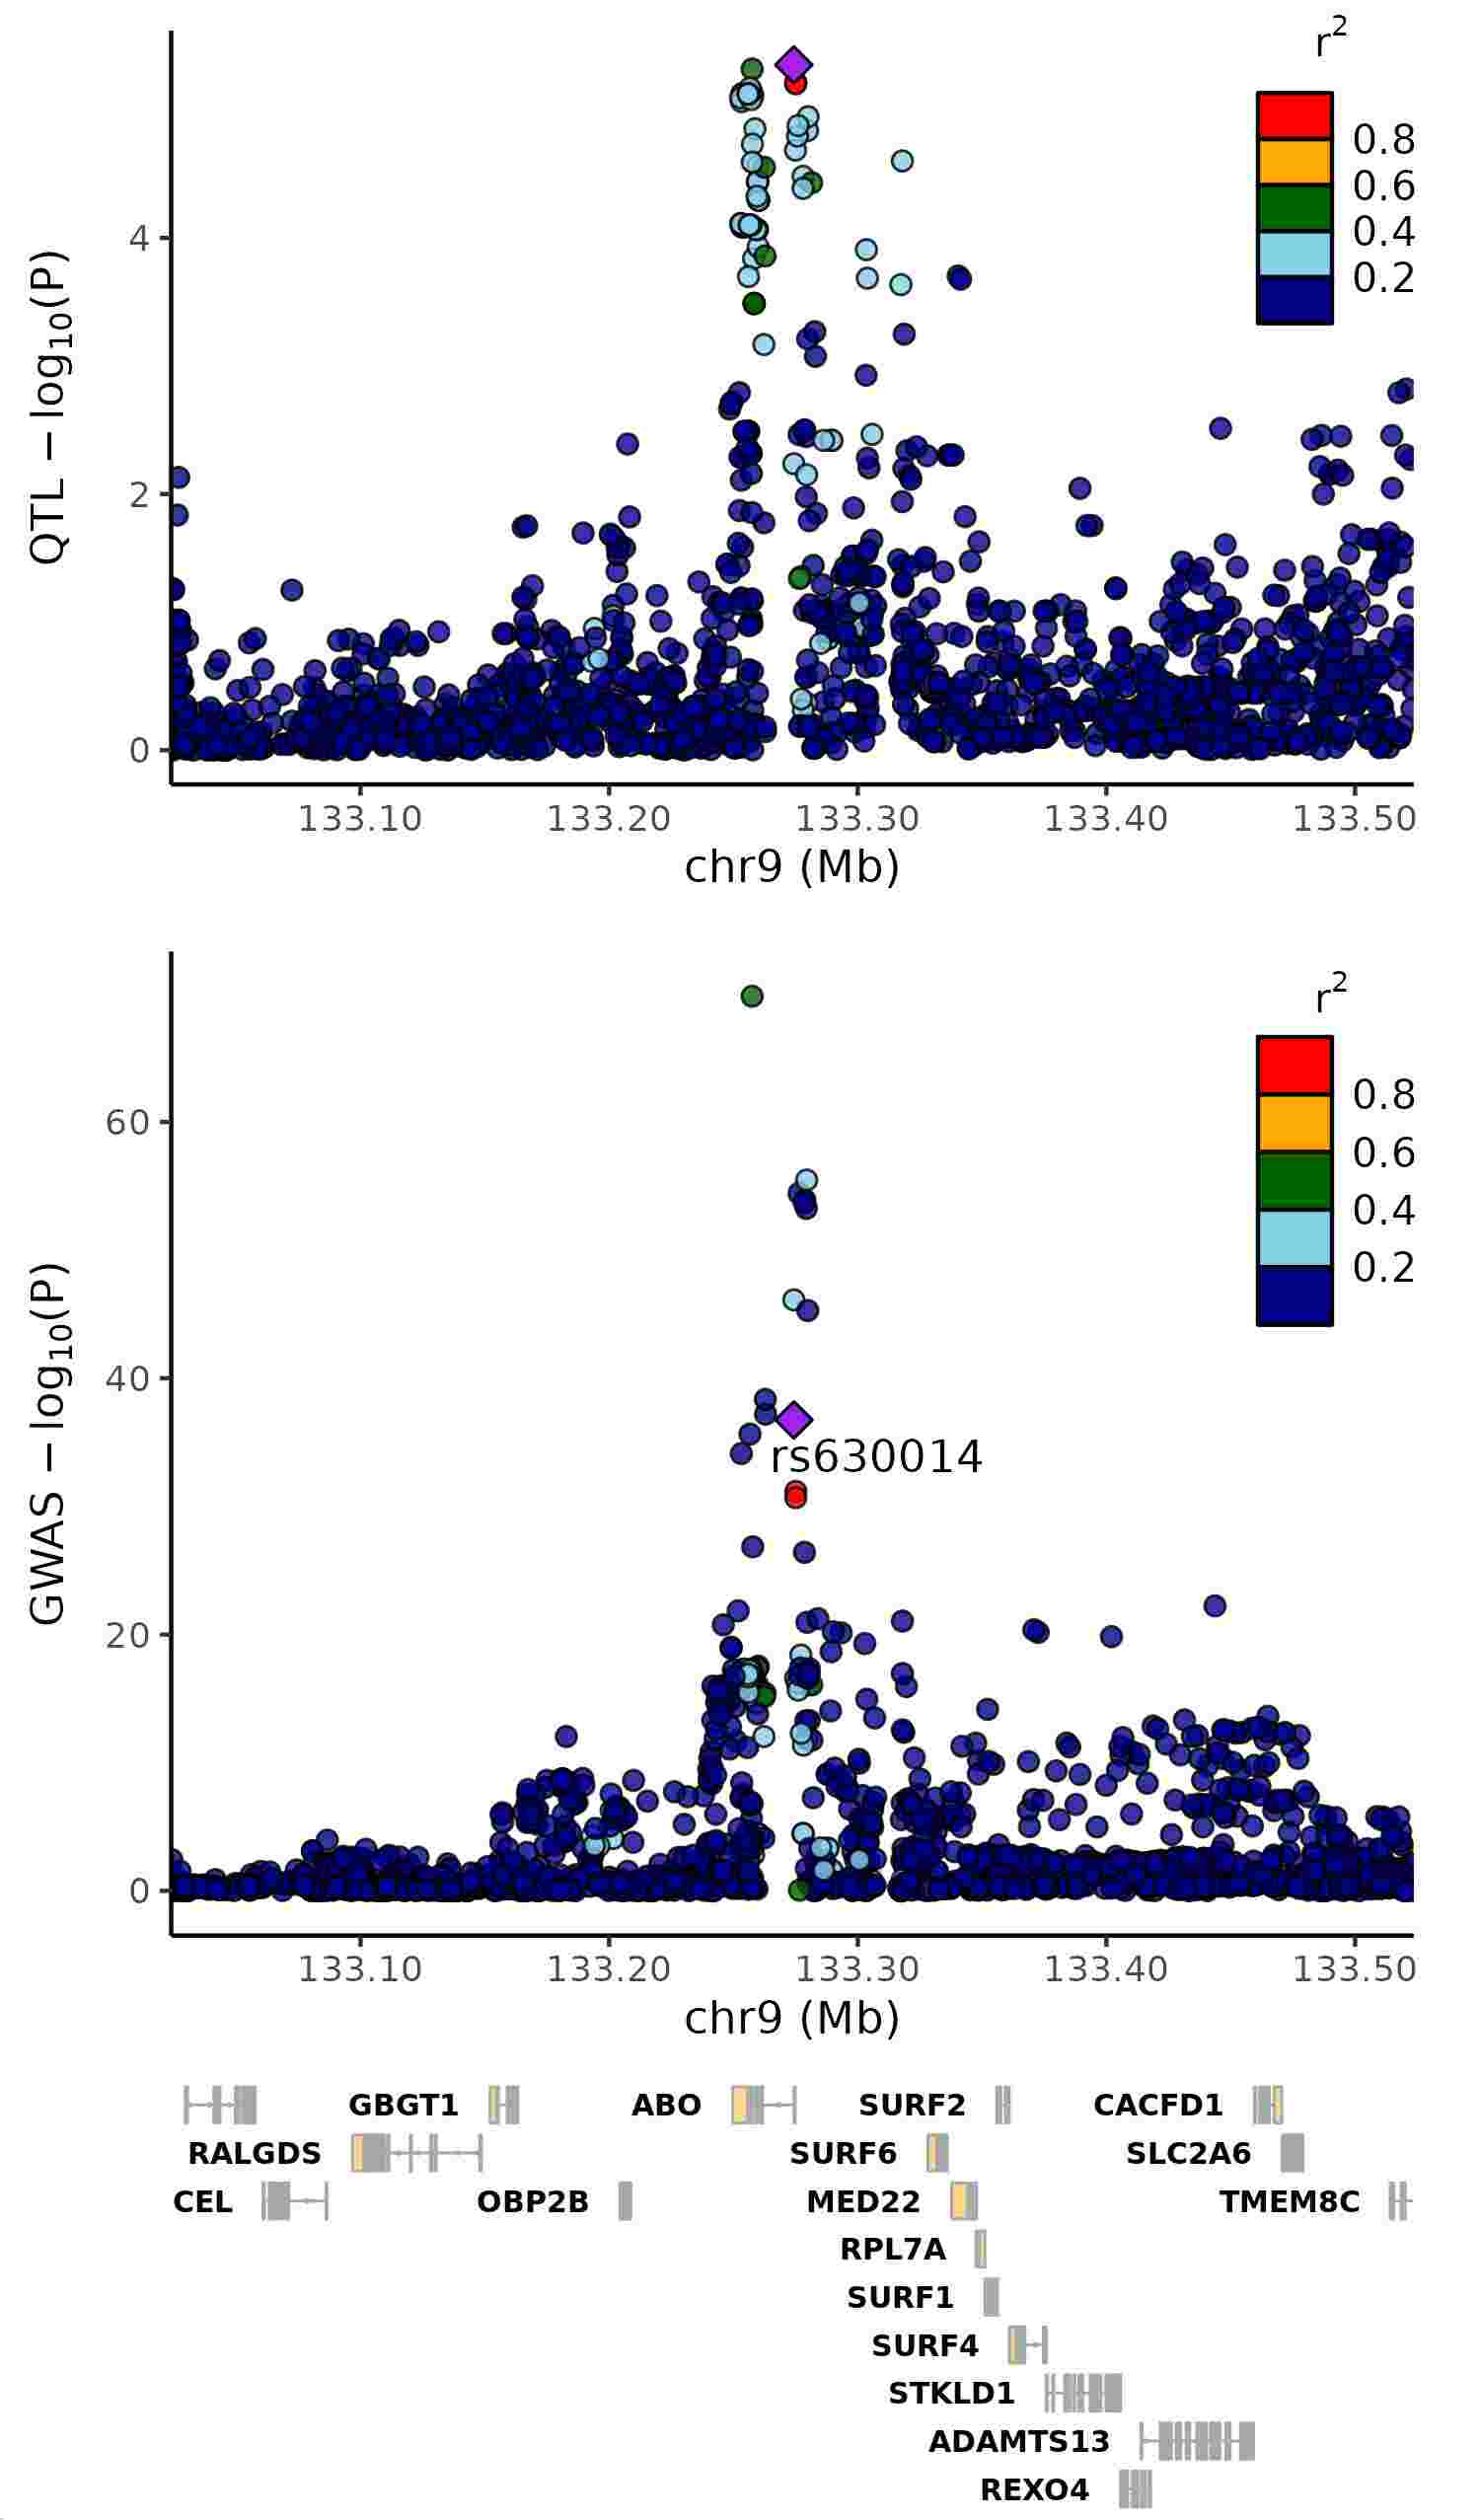 r2
0.8
0.6
0.4
0.2
4
2
0
QTL −log10(P)
133.10 133.20 133.30 133.40 133.50
chr9 (Mb)
r2
0.8
0.6
0.4
0.2
60
40
20
0
GWAS −log10(P)
rs630014
133.10 133.20 133.30 133.40 133.50
chr9 (Mb)
GBGT1 ABO SURF2 CACFD1
RALGDS SURF6 SLC2A6
CEL OBP2B MED22 TMEM8C
RPL7A
SURF1
SURF4
STKLD1
ADAMTS13
REXO4